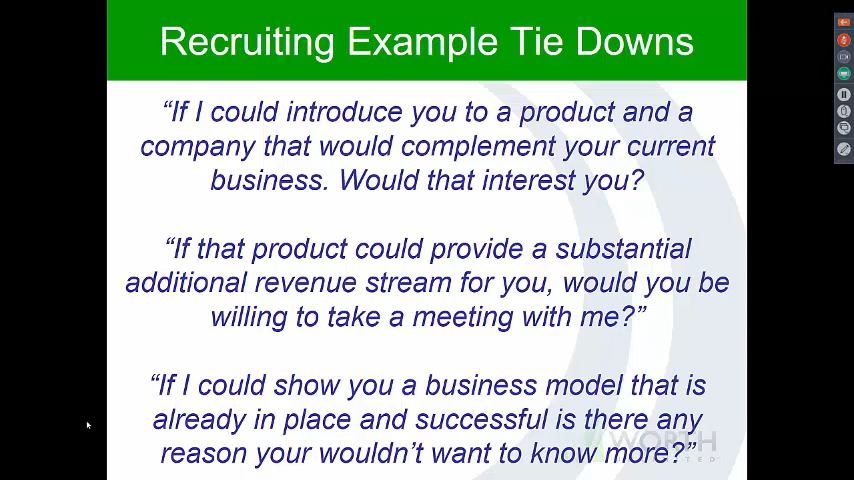 Recruiting Example Tie Downs
“If I could introduce you to a product and a
company that would complement your current
business. Would that interest you?
“If that product could provide a substantial
additional revenue stream for you, would you be
willing to take a meeting with me?”
“If I could show you a business model that is
already in place and successful is there any
reason your wouldn’t want to know more?”
WORTH